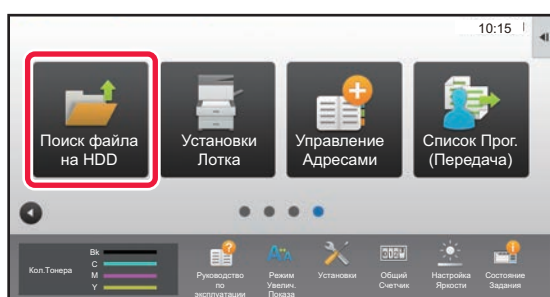 10:15
Поиск файла
на HDD
Установки
Лотка
Управление
Адресами
Список Прог.
(Передача)
Кол.Тонера
Bk
C
M
Y
Руководство
по
эксплуатации
Режим
Увелич.
Показа
Установки
Общий
Счетчик
Настройка
Яркости
Состояние
Задания